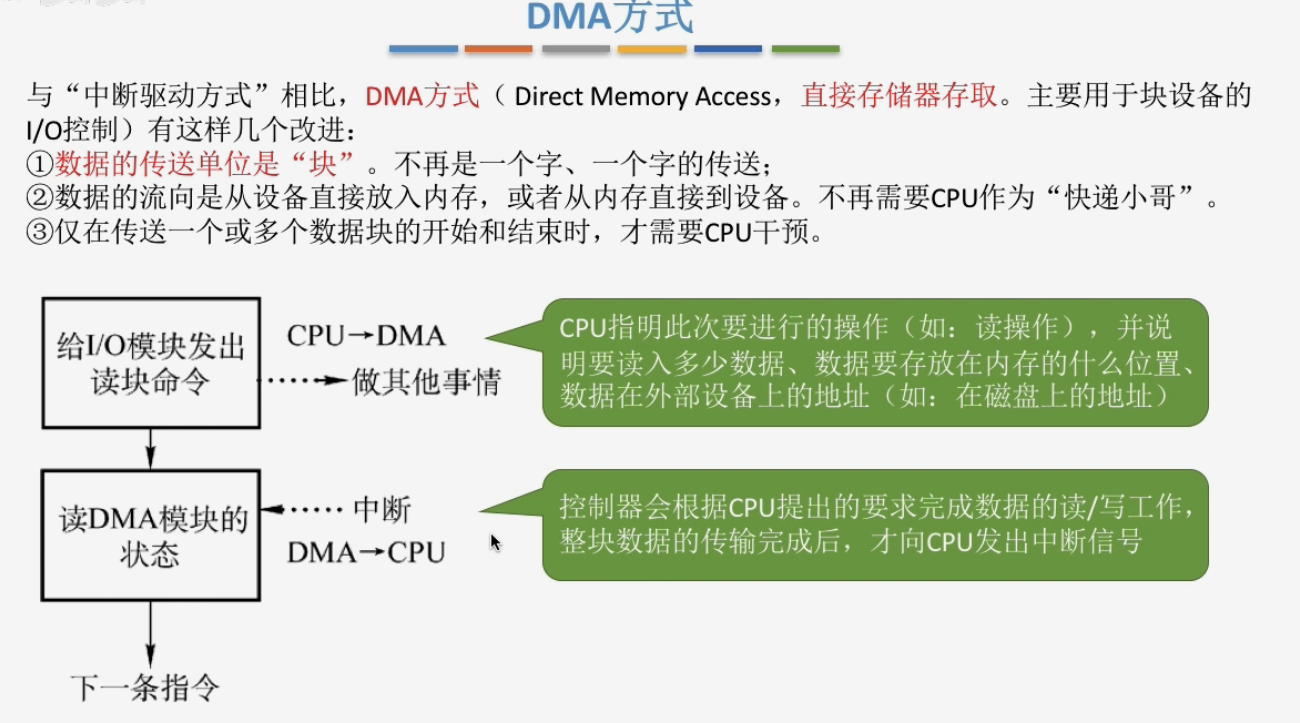 DMA方式
与“中断驱动方式”相比，DMA方式（ Direct Memory Access，直接存储器存取。主要用于块设备的
I/O控制）有这样几个改进：
①数据的传送单位是“块”。不再是一个字、一个字的传送；
②数据的流向是从设备直接放入内存，或者从内存直接到设备。不再需要CPU作为“快递小哥”。
③仅在传送一个或多个数据块的开始和结束时，才需要CPU干预。
给I/O模块发出
读块命令
CPU→DMA
做其他事情
CPU指明此次要进行的操作（如：读操作），并说
明要读入多少数据、数据要存放在内存的什么位置、
数据在外部设备上的地址（如：在磁盘上的地址）
读DMA模块的
状态
中断
DMA→CPU
控制器会根据CPU提出的要求完成数据的读/写工作，
整块数据的传输完成后，才向CPU发出中断信号
下一条指令